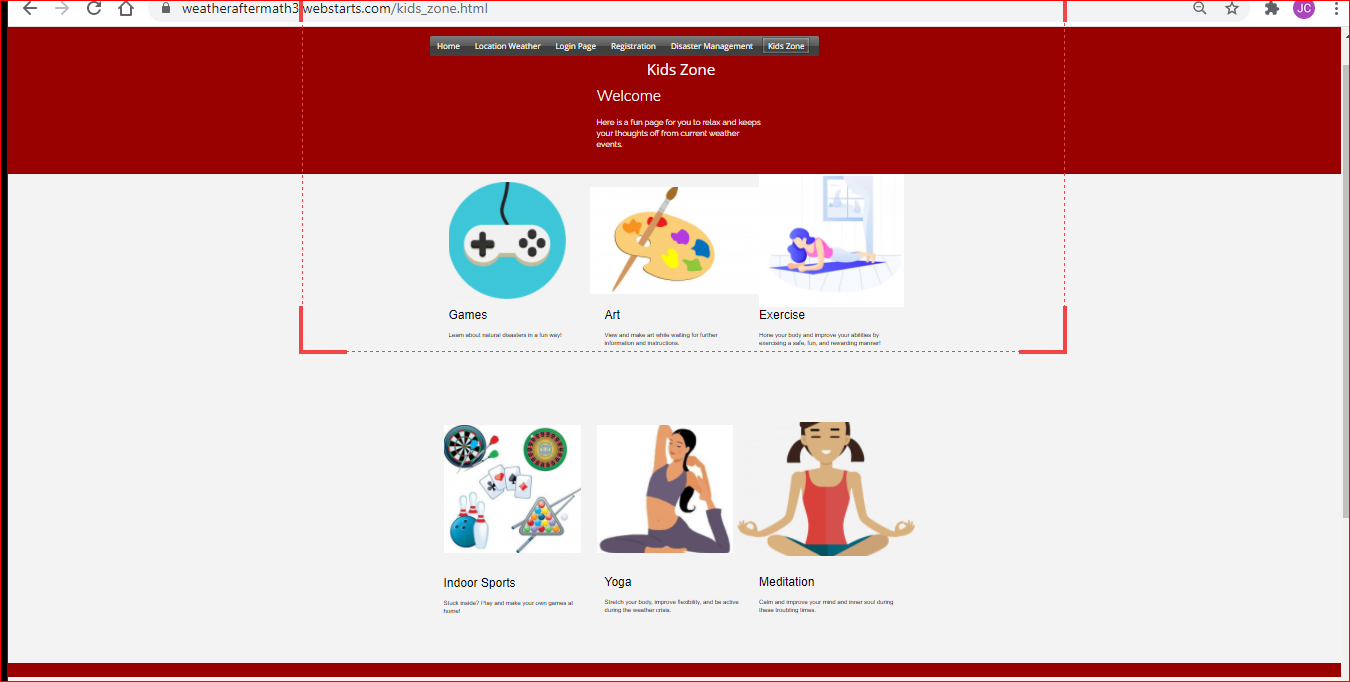 weatheraftermath3.webstarts.com/kids_zone.html
JC
Home Location Weather Login Page Registration Disaster Management Kids Zone
Kids Zone
Welcome
Here is a fun page for you to relax and keeps
your thoughts off from current weather
events.
Games
Learn about natural disasters in a fun way!
Art
View and make art while waiting for further
information and instructions.
Exercise
Hone your body and improve your abilities by
exercising a safe, fun, and rewarding manner!
Indoor Sports
Stuck inside? Play and make your own games at
home!
Yoga
Stretch your body, improve flexibility, and be active
during the weather crisis.
Meditation
Calm and improve your mind and inner soul during
these troubling times.